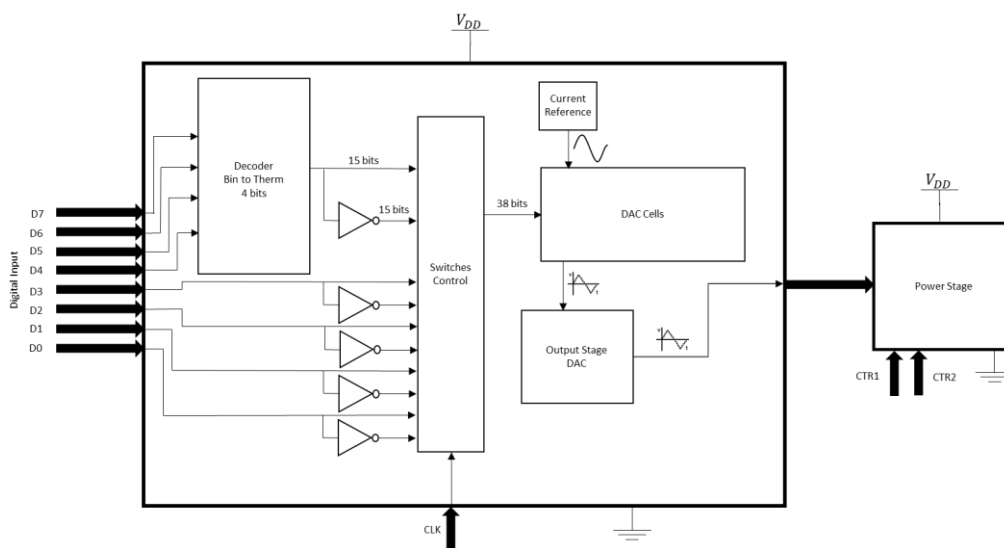 V_DD
Current
Reference
Decoder
Bin to Therm
4 bits
15 bits
15 bits
38 bits
DAC Cells
V_DD
Digital Input
D7
D6
D5
D4
D3
D2
D1
D0
Switches
Control
Power Stage
v
t
v
t
Output Stage
DAC
CTR1
CTR2
CLK